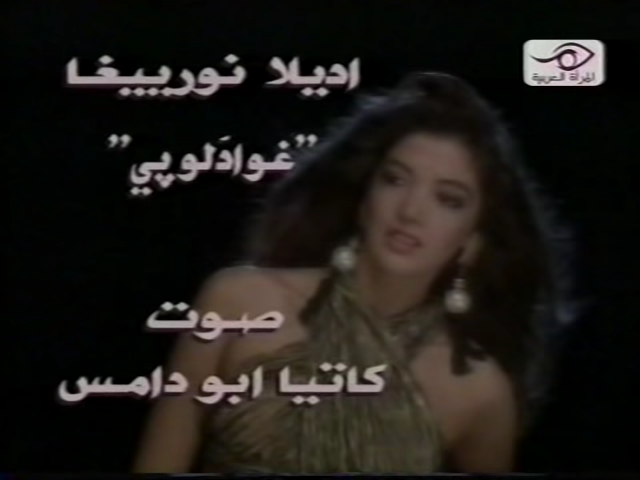 اديلا نورييغا
"غوادَلوپي"
صوت
كاتيا ابو دامس
المرأة العربية